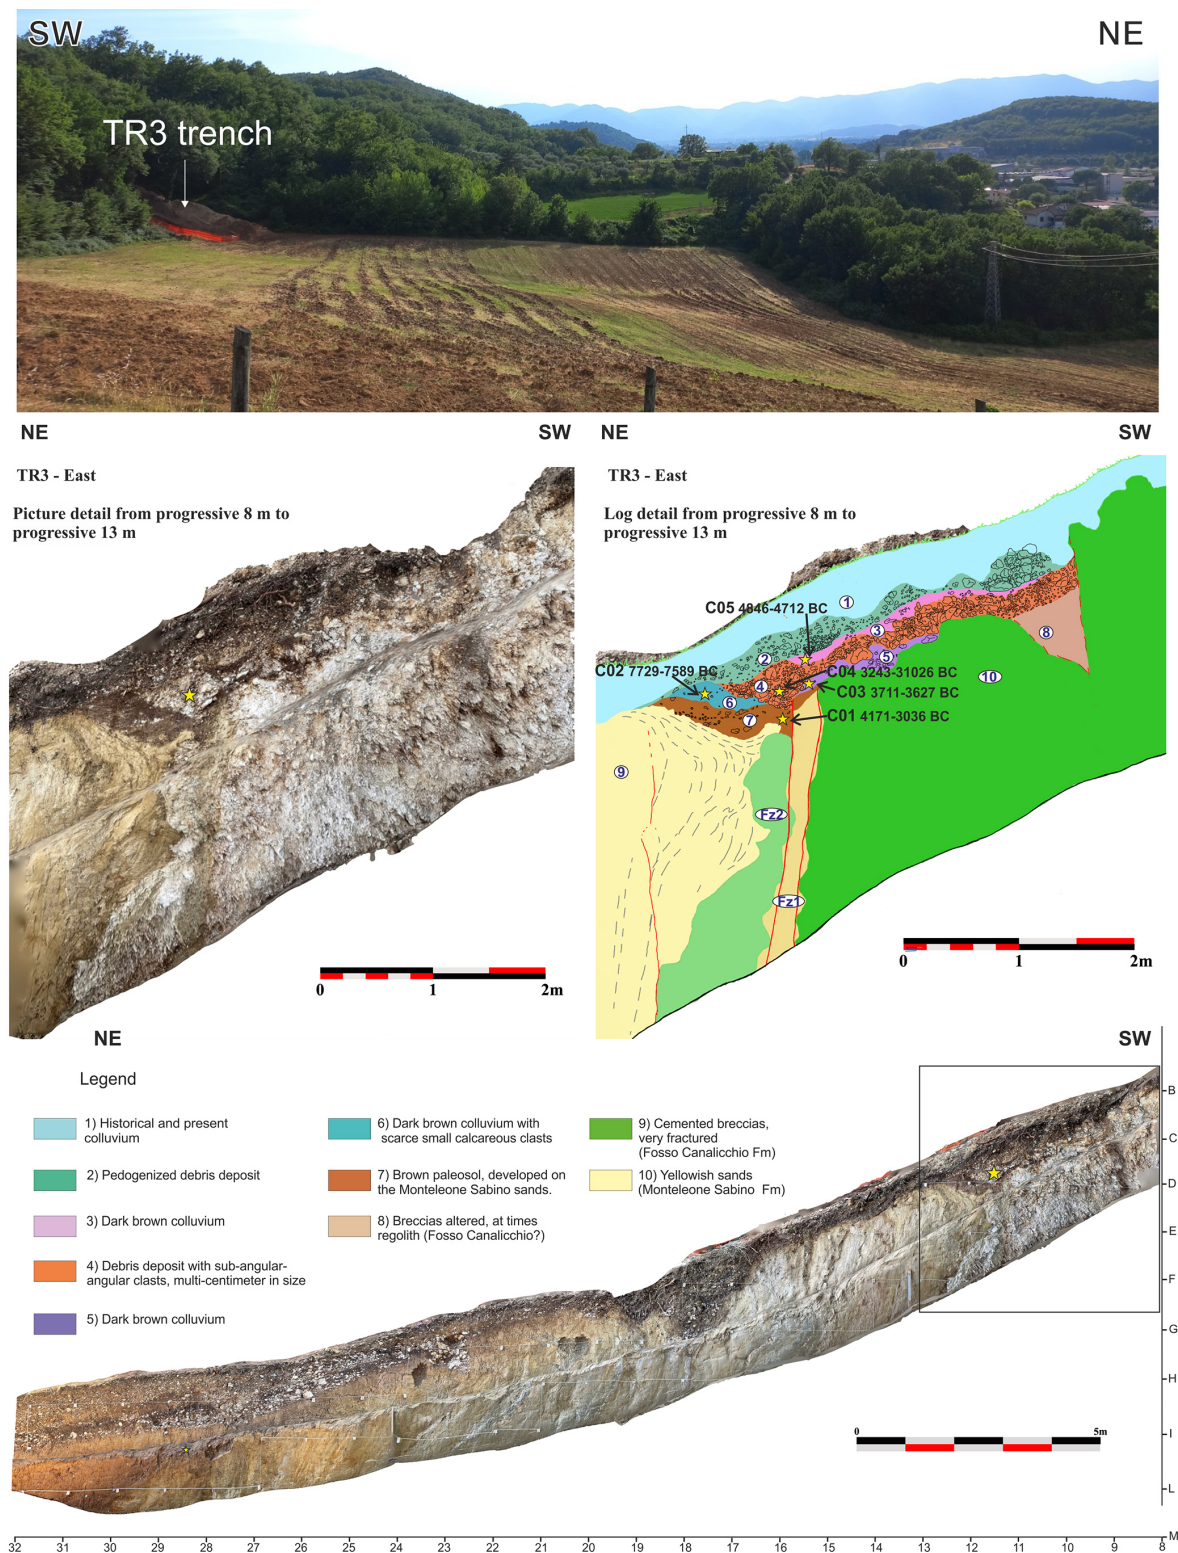 SW
NE
TR3 trench
NE
SW
TR3 - East
Picture detail from progressive 8 m to
progressive 13 m
0
1
2m
NE
SW
TR3 - East
Log detail from progressive 8 m to
progressive 13 m
1
C05 4846-4712 BC
3
8
2
5
C02 7729-7589 BC
C04 3243-31026 BC
10
4
C03 3711-3627 BC
6
7
C01 4171-3036 BC
9
Fz2
Fz1
0
1
2m
NE
SW
Legend
1) Historical and present
colluvium
2) Pedogenized debris deposit
3) Dark brown colluvium
4) Debris deposit with sub-angular-
angular clasts, multi-centimeter in size
5) Dark brown colluvium
6) Dark brown colluvium with
scarce small calcareous clasts
7) Brown paleosol, developed on
the Monteleone Sabino sands.
8) Breccias altered, at times
regolith (Fosso Canalicchio?)
9) Cemented breccias,
very fractured
(Fosso Canalicchio Fm)
10) Yellowish sands
(Monteleone Sabino Fm)
B
C
D
E
F
G
H
I
L
M
0
5m
32 31 30 29 28 27 26 25 24 23 22 21 20 19 18 17 16 15 14 13 12 11 10 9 8